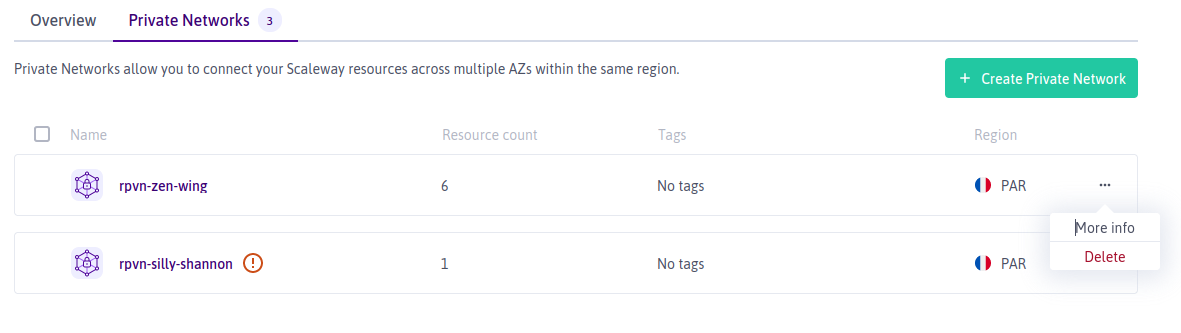 Overview Private Networks 3
Private Networks allow you to connect your Scaleway resources across multiple AZs within the same region.
+ Create Private Network
Name Resource count Tags Region
rpvn-zen-wing 6 No tags PAR ...
More info
Delete
rpvn-silly-shannon 1 No tags PAR